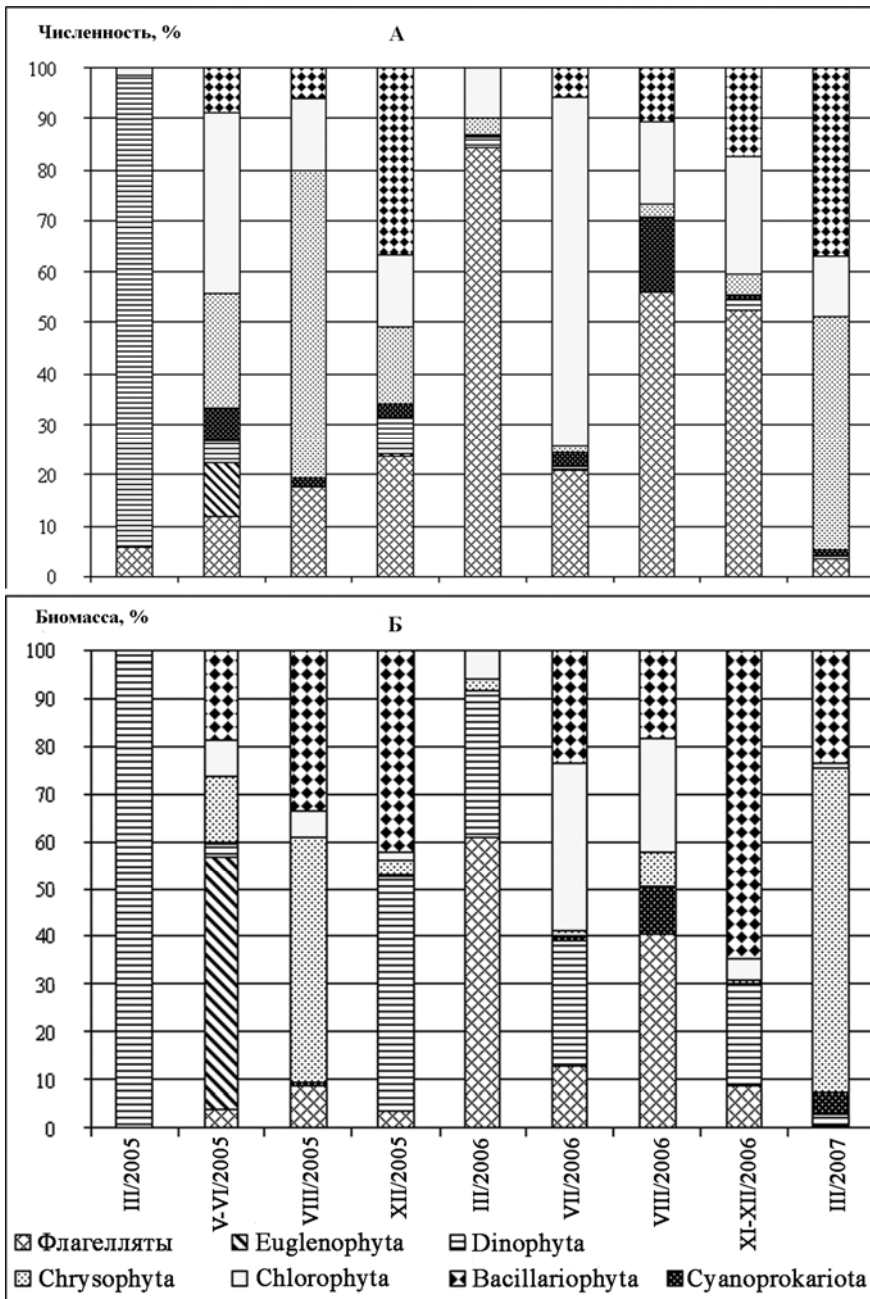 Численность, % А
100
90
80
70
60
50
40
30
20
10
0
Биомасса, % Б
100
90
80
70
60
50
40
30
20
10
0
III/2005
V-VI/2005
VIII/2005
XII/2005
III/2006
VII/2006
VIII/2006
XI-XII/2006
III/2007
Флагелляты Euglenophyta Dinophyta
Chrysophyta Chlorophyta Bacillariophyta Cyanoprokariota